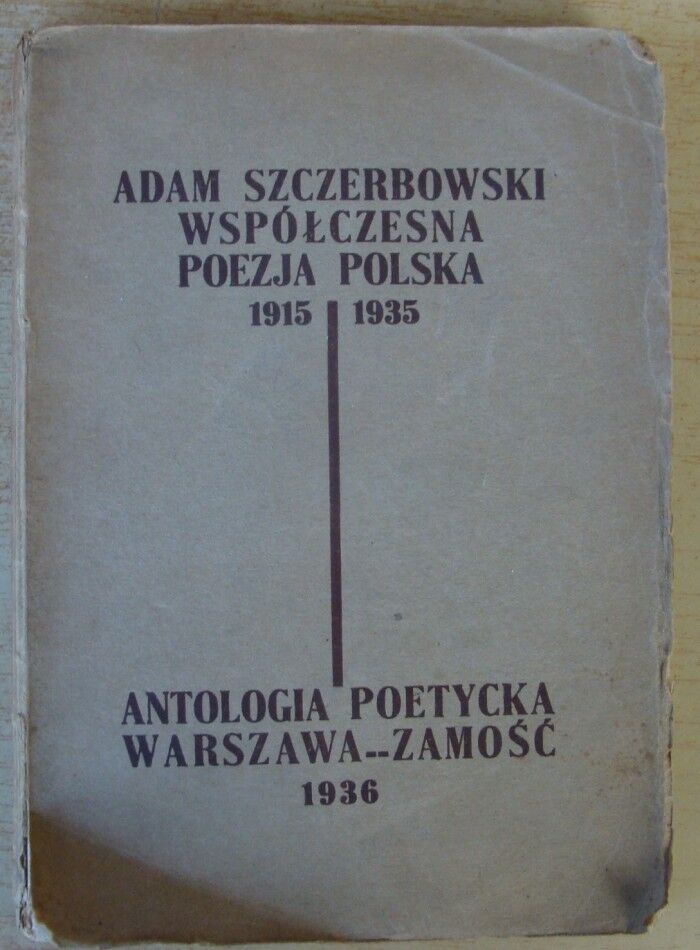 ADAM SZCZERBOWSKI
WSPÓŁCZESNA
POEZJA POLSKA
1915 1935
ANTOLOGIA POETYCKA
WARSZAWA--ZAMOŚĆ
1936